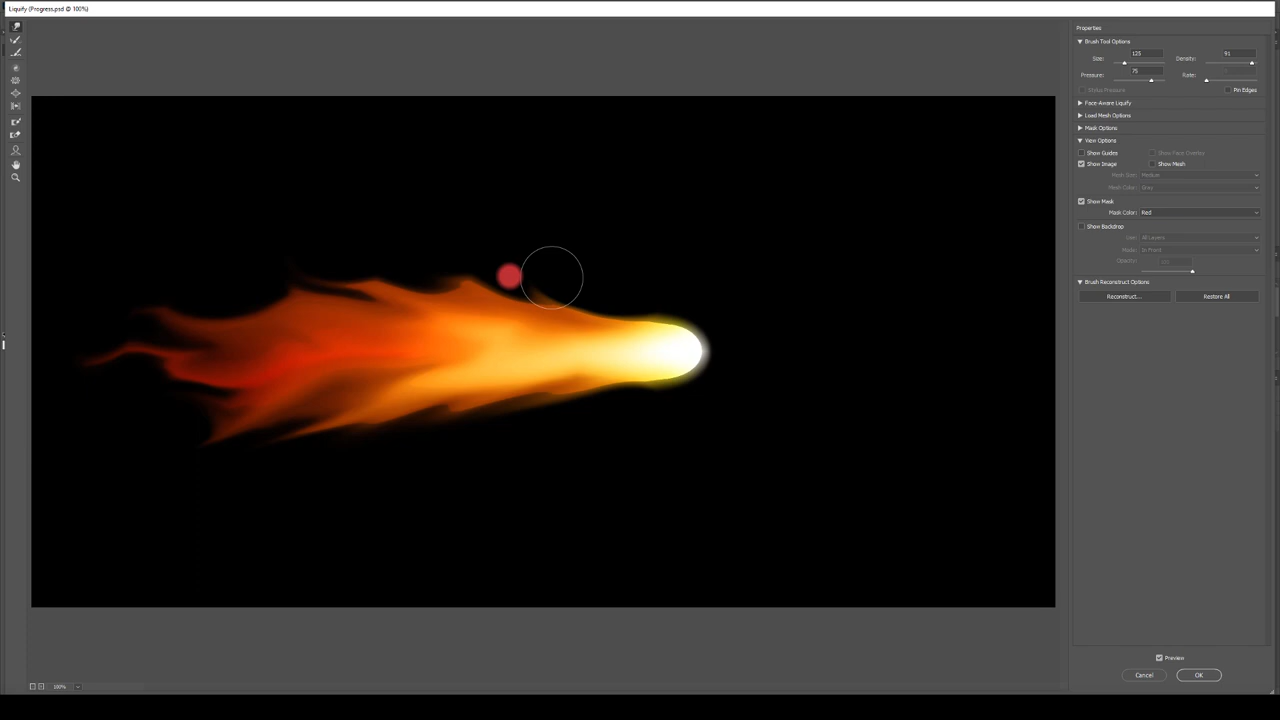 Liquify (Progress.psd @ 100%)
Properties
Brush Tool Options
Size: 125 Density: 91
Pressure: 75 Rate:
Stylus Pressure Pin Edges
Face-Aware Liquify
Load Mesh Options
Mask Options
View Options
Show Guides Show Face Overlay
Show Image Show Mesh
Mesh Size: Medium
Mesh Color: Gray
Show Mask
Mask Color: Red
Show Backdrop
Use: All Layers
Mode: In Front
Opacity:
Brush Reconstruct Options
Reconstruct... Restore All
Preview
Cancel OK
100%